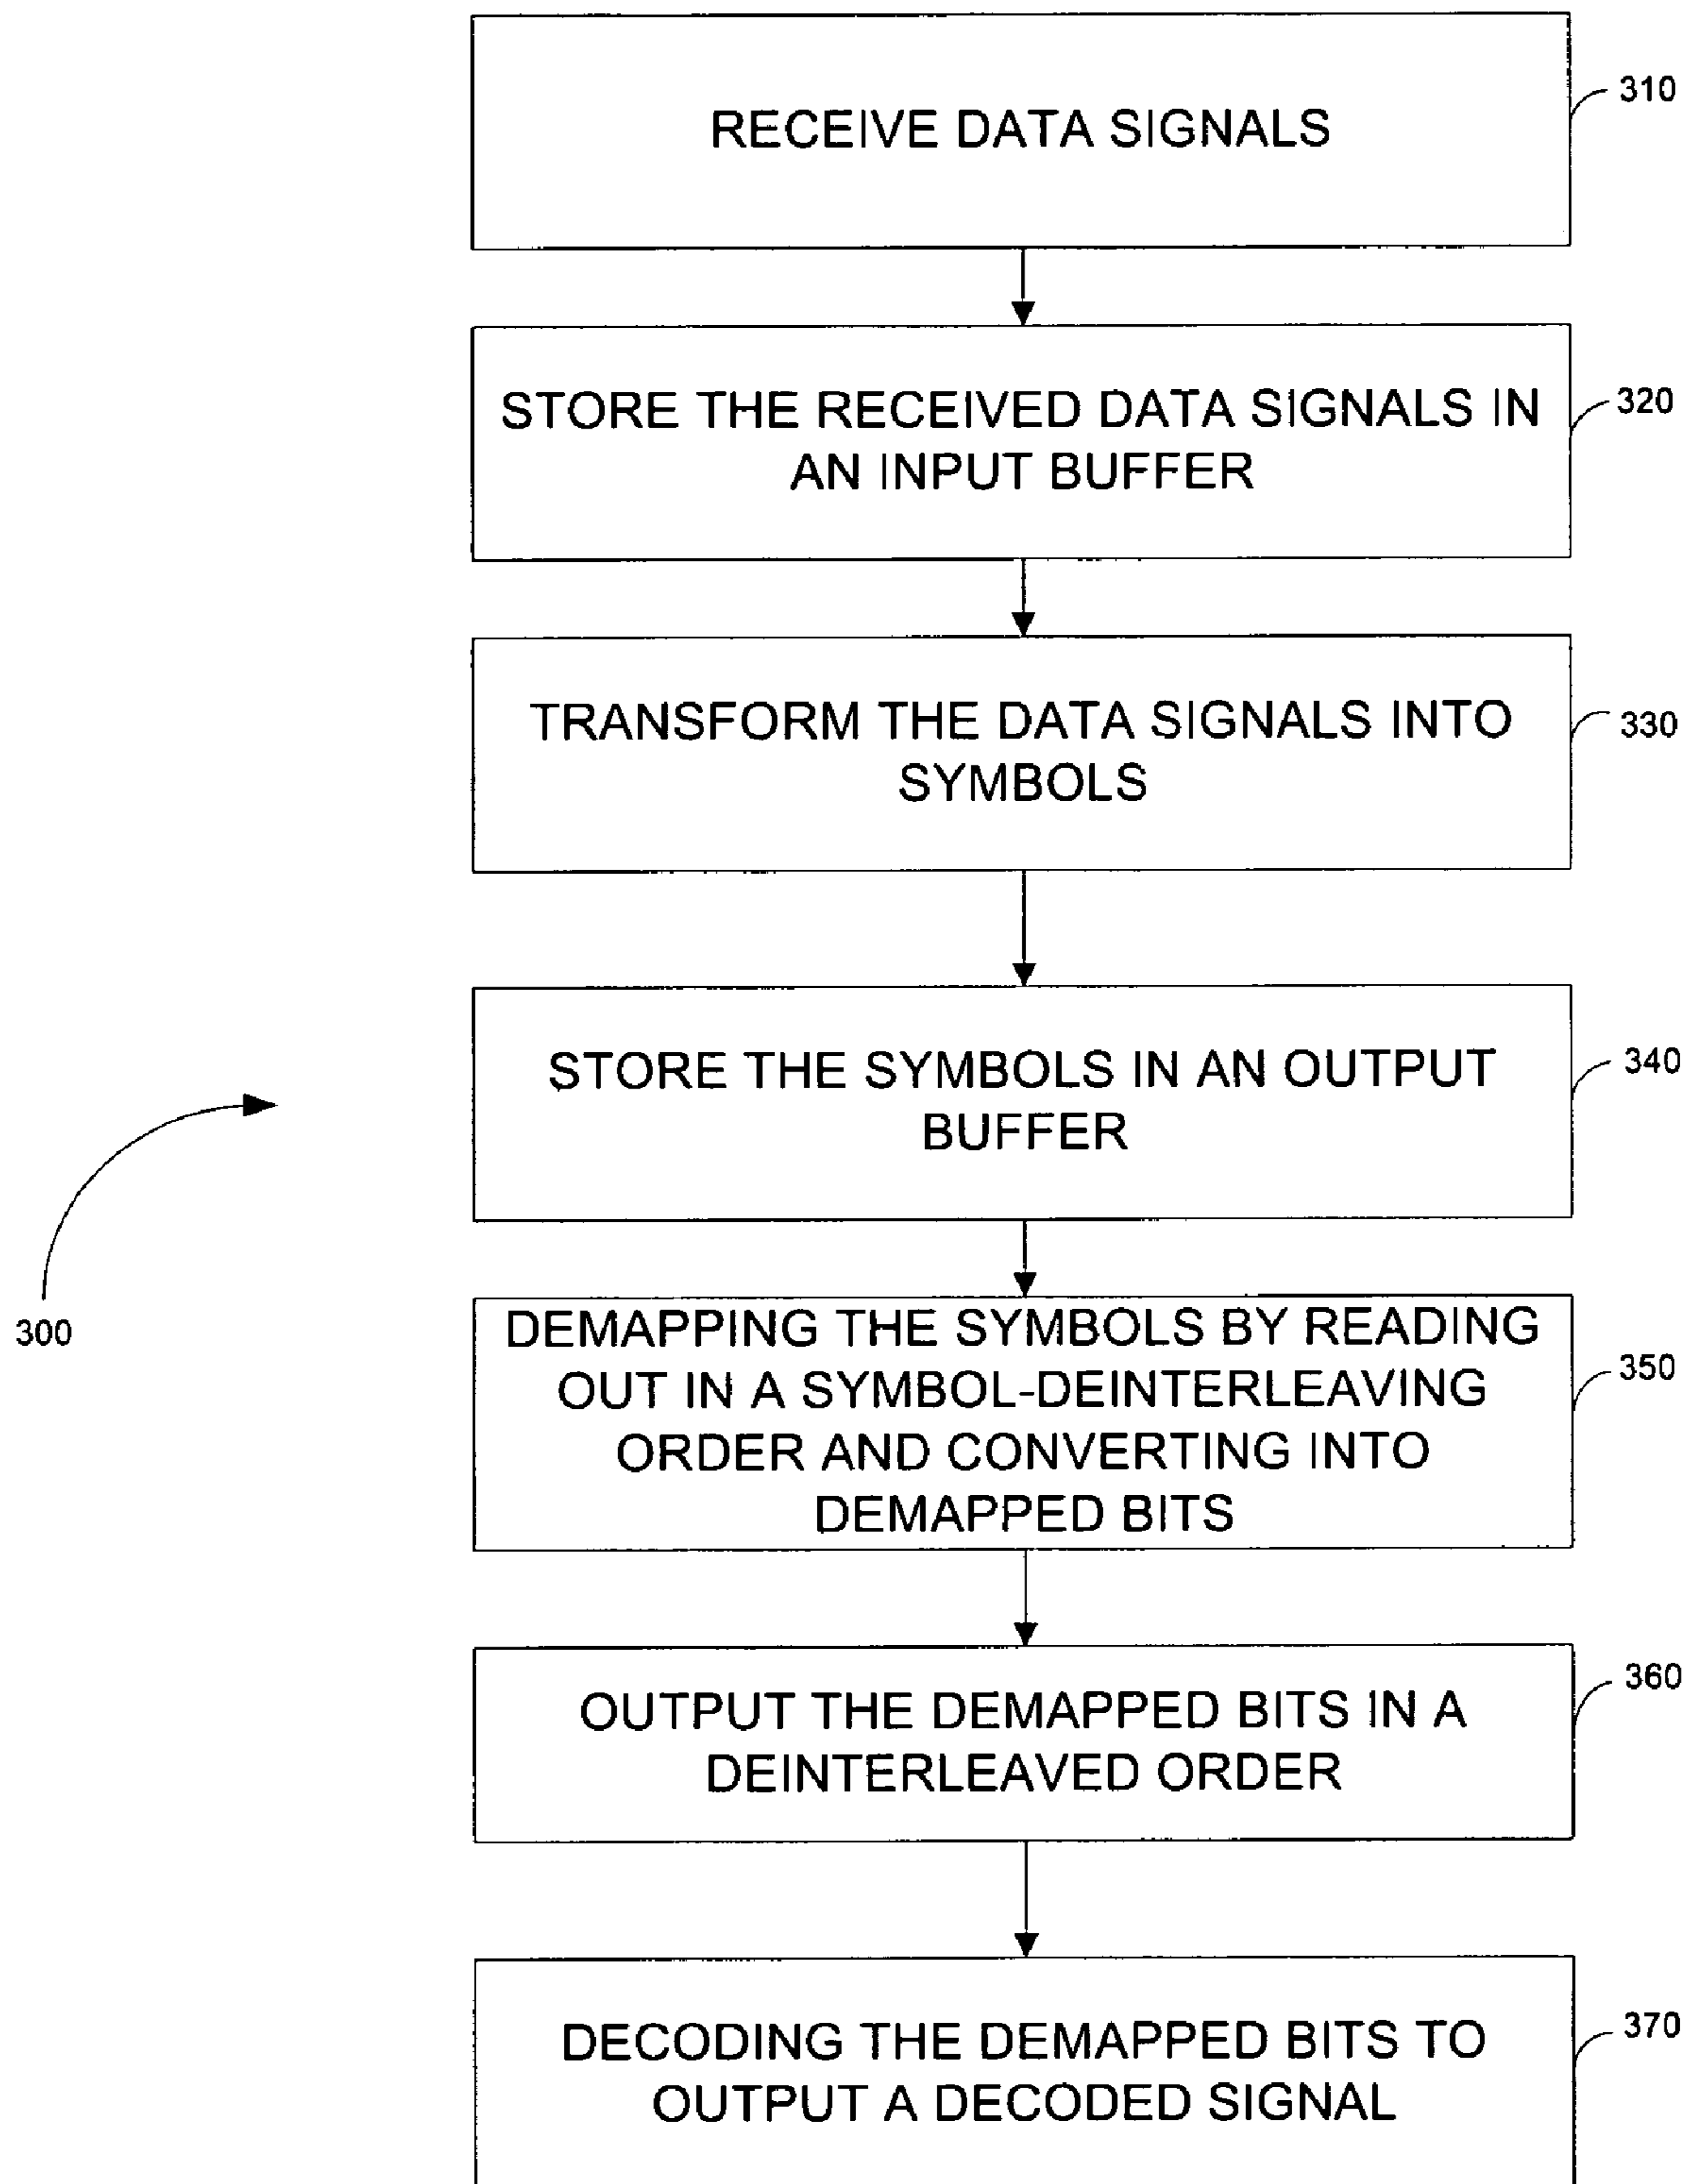 RECEIVE DATA SIGNALS
310
STORE THE RECEIVED DATA SIGNALS IN
AN INPUT BUFFER
320
TRANSFORM THE DATA SIGNALS INTO
SYMBOLS
330
STORE THE SYMBOLS IN AN OUTPUT
BUFFER
340
300
DEMAPPING THE SYMBOLS BY READING
OUT IN A SYMBOL-DEINTERLEAVING
ORDER AND CONVERTING INTO
DEMAPPED BITS
350
OUTPUT THE DEMAPPED BITS IN A
DEINTERLEAVED ORDER
360
DECODING THE DEMAPPED BITS TO
OUTPUT A DECODED SIGNAL
370